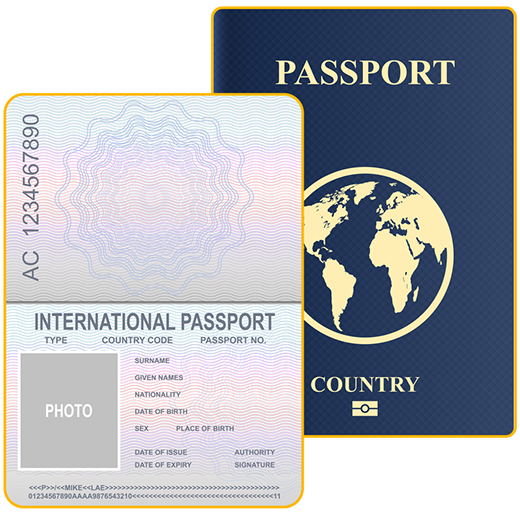 PASSPORT
COUNTRY
AC 1234567890
INTERNATIONAL PASSPORT
TYPE COUNTRY CODE PASSPORT NO.
PHOTO
SURNAME
GIVEN NAMES
NATIONALITY
DATE OF BIRTH
SEX PLACE OF BIRTH
DATE OF ISSUE AUTHORITY
DATE OF EXPIRY SIGNATURE
<<<P>>/<<MIKE<<LAE>>>>>>>>>>>>>>>>>>>>>>>>>>>>>>>>>>>>>>>>>
01234567890AAAA9876543210<<<<<<<<<<<<<<<<<<<<<<<<<<<<<<<<<11